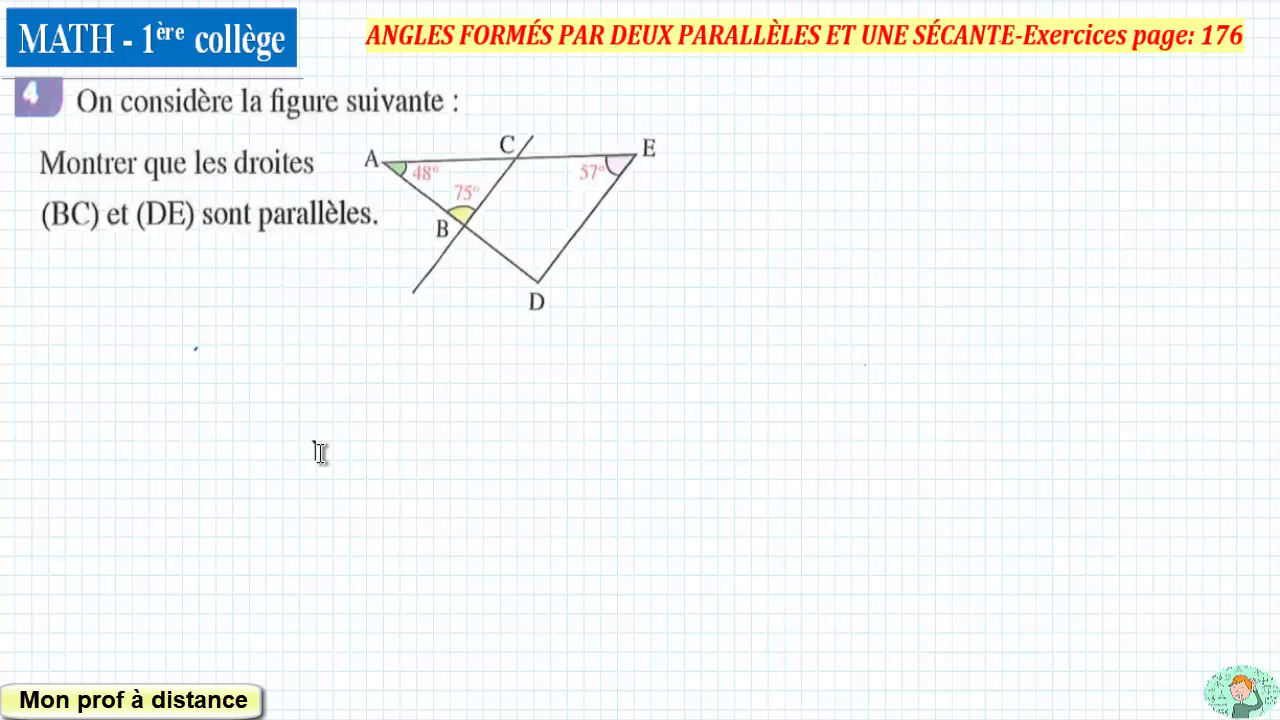 MATH - 1ère collège
ANGLES FORMÉS PAR DEUX PARALLÈLES ET UNE SÉCANTE-Exercices page: 176
4 On considère la figure suivante :
Montrer que les droites
(BC) et (DE) sont parallèles.
A
C
E
48°
57°
75°
B
D
Mon prof à distance